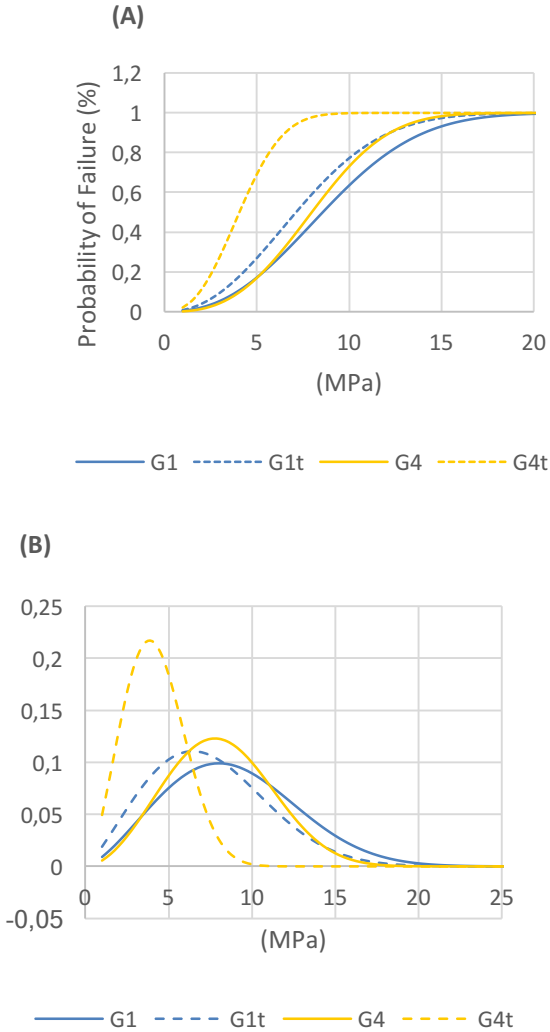 (A)
Probability of Failure (%)
1,2
1
0,8
0,6
0,4
0,2
0
0 5 10 15 20
(MPa)
G1 G1t G4 G4t
(B)
0,25
0,2
0,15
0,1
0,05
0
-0,05
0 5 10 15 20 25
(MPa)
G1 G1t G4 G4t